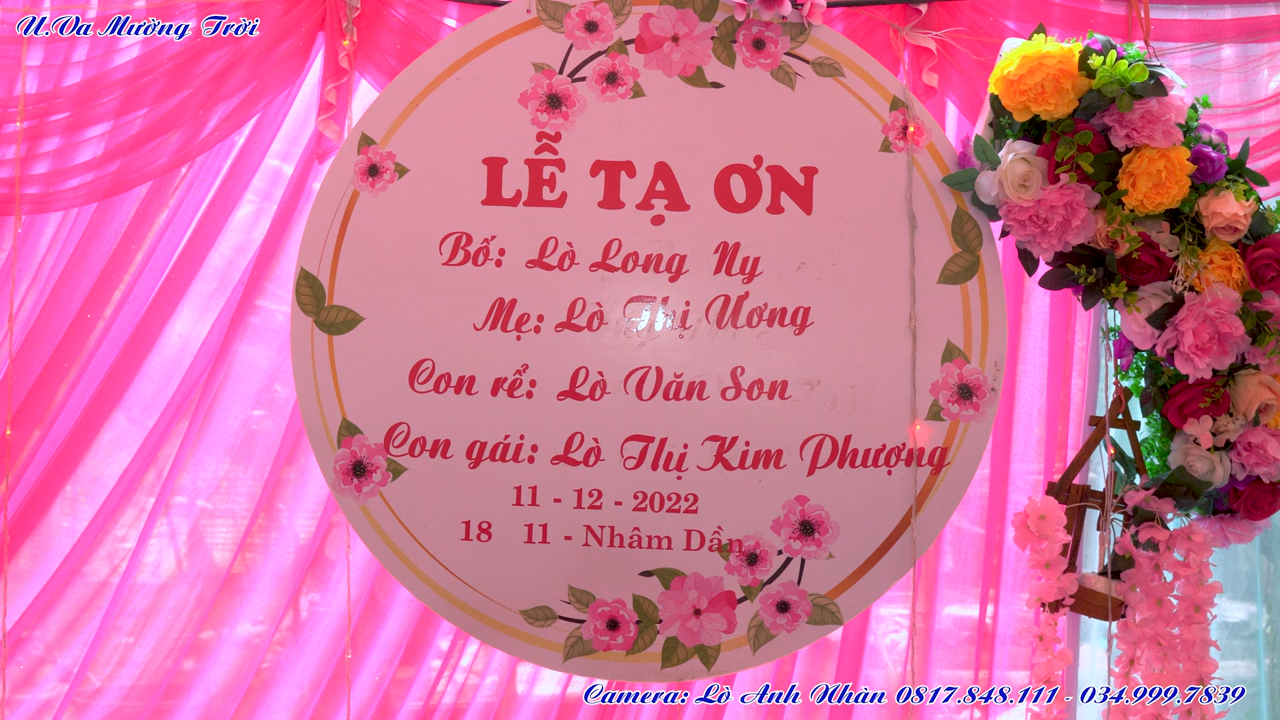 U.Va Mường Trời
LỄ TẠ ƠN
Bố: Lò Long Ny
Mẹ: Lò Thị Ương
Con rể: Lò Văn Son
Con gái: Lò Thị Kim Phượng
11 - 12 - 2022
18 11 - Nhâm Dần
Camera: Lò Anh Nhàn 0817.848.111 - 034.999.7839